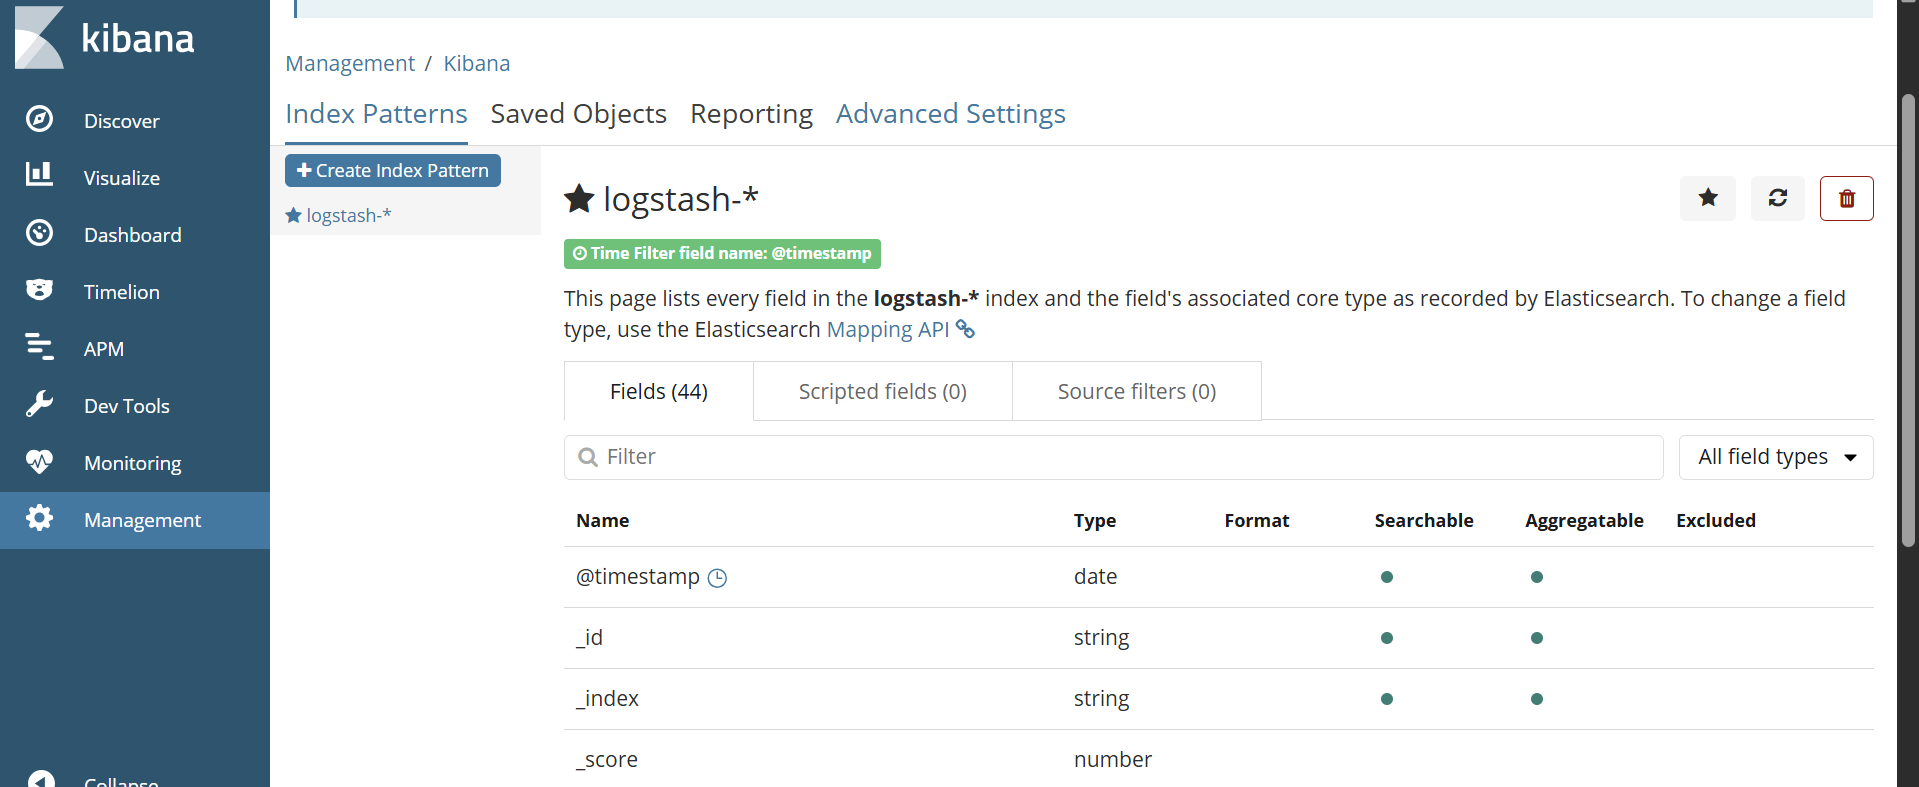 kibana
Discover
Visualize
Dashboard
Timelion
APM
Dev Tools
Monitoring
Management
Collapse
Management / Kibana
Index Patterns Saved Objects Reporting Advanced Settings
Create Index Pattern
logstash-*
logstash-*
Time Filter field name: @timestamp
This page lists every field in the logstash-* index and the field's associated core type as recorded by Elasticsearch. To change a field
type, use the Elasticsearch Mapping API
Fields (44) Scripted fields (0) Source filters (0)
Filter All field types
Name Type Format Searchable Aggregatable Excluded
@timestamp date
_id string
_index string
_score number